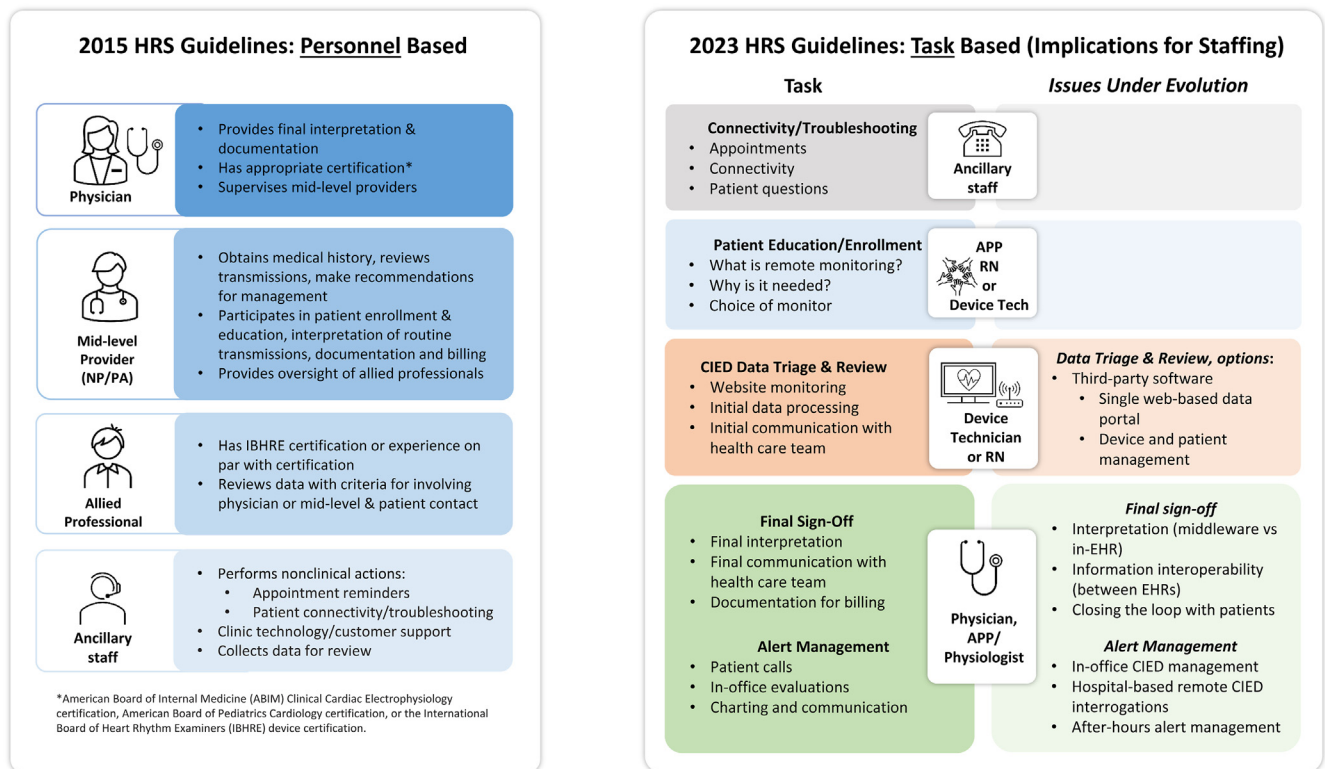 2015 HRS Guidelines: Personnel Based
Physician
• Provides final interpretation &
documentation
• Has appropriate certification*
• Supervises mid-level providers
Mid-level
Provider
(NP/PA)
• Obtains medical history, reviews
transmissions, make recommendations
for management
• Participates in patient enrollment &
education, interpretation of routine
transmissions, documentation and billing
• Provides oversight of allied professionals
Allied
Professional
• Has IBHRE certification or experience on
par with certification
• Reviews data with criteria for involving
physician or mid-level & patient contact
Ancillary
staff
• Performs nonclinical actions:
• Appointment reminders
• Patient connectivity/troubleshooting
• Clinic technology/customer support
• Collects data for review
*American Board of Internal Medicine (ABIM) Clinical Cardiac Electrophysiology
certification, American Board of Pediatrics Cardiology certification, or the International
Board of Heart Rhythm Examiners (IBHRE) device certification.
2023 HRS Guidelines: Task Based (Implications for Staffing)
Task
Issues Under Evolution
Connectivity/Troubleshooting
• Appointments
• Connectivity
• Patient questions
Ancillary
staff
Patient Education/Enrollment
• What is remote monitoring?
• Why is it needed?
• Choice of monitor
APP
RN
or
Device Tech
CIED Data Triage & Review
• Website monitoring
• Initial data processing
• Initial communication with
health care team
Device
Technician
or RN
Data Triage & Review, options:
• Third-party software
• Single web-based data
portal
• Device and patient
management
Final Sign-Off
• Final interpretation
• Final communication with
health care team
• Documentation for billing
Alert Management
• Patient calls
• In-office evaluations
• Charting and communication
Physician,
APP/
Physiologist
Final sign-off
• Interpretation (middleware vs
in-EHR)
• Information interoperability
(between EHRs)
• Closing the loop with patients
Alert Management
• In-office CIED management
• Hospital-based remote CIED
interrogations
• After-hours alert management